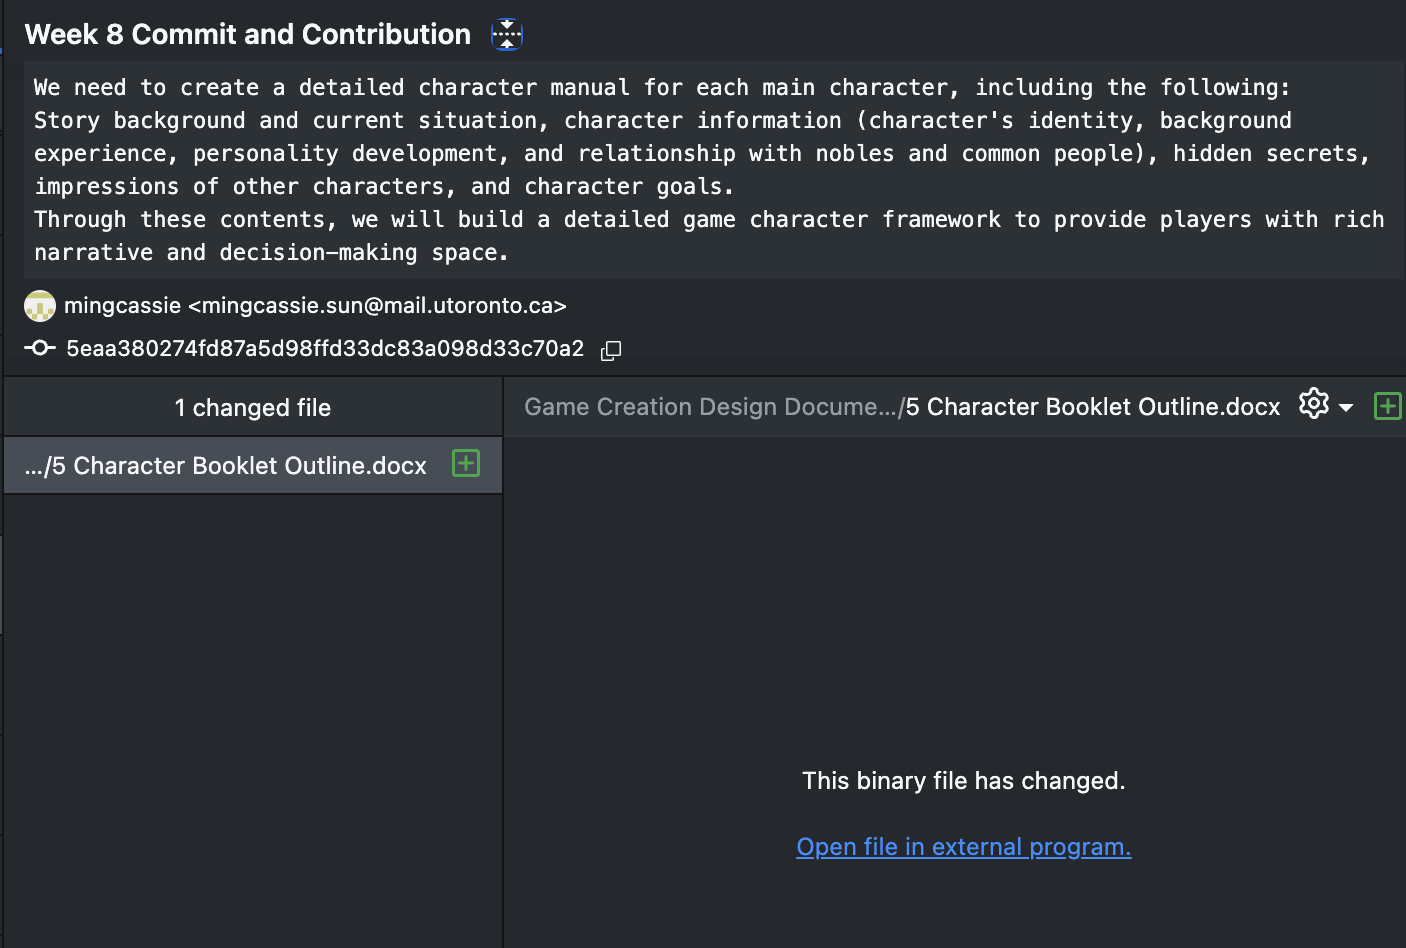 Week 8 Commit and Contribution
We need to create a detailed character manual for each main character, including the following:
Story background and current situation, character information (character's identity, background
experience, personality development, and relationship with nobles and common people), hidden secrets,
impressions of other characters, and character goals.
Through these contents, we will build a detailed game character framework to provide players with rich
narrative and decision-making space.
mingcassie <mingcassie.sun@mail.utoronto.ca>
5eaa380274fd87a5d98ffd33dc83a098d33c70a2
1 changed file
.../5 Character Booklet Outline.docx
Game Creation Design Docume.../5 Character Booklet Outline.docx
This binary file has changed.
Open file in external program.